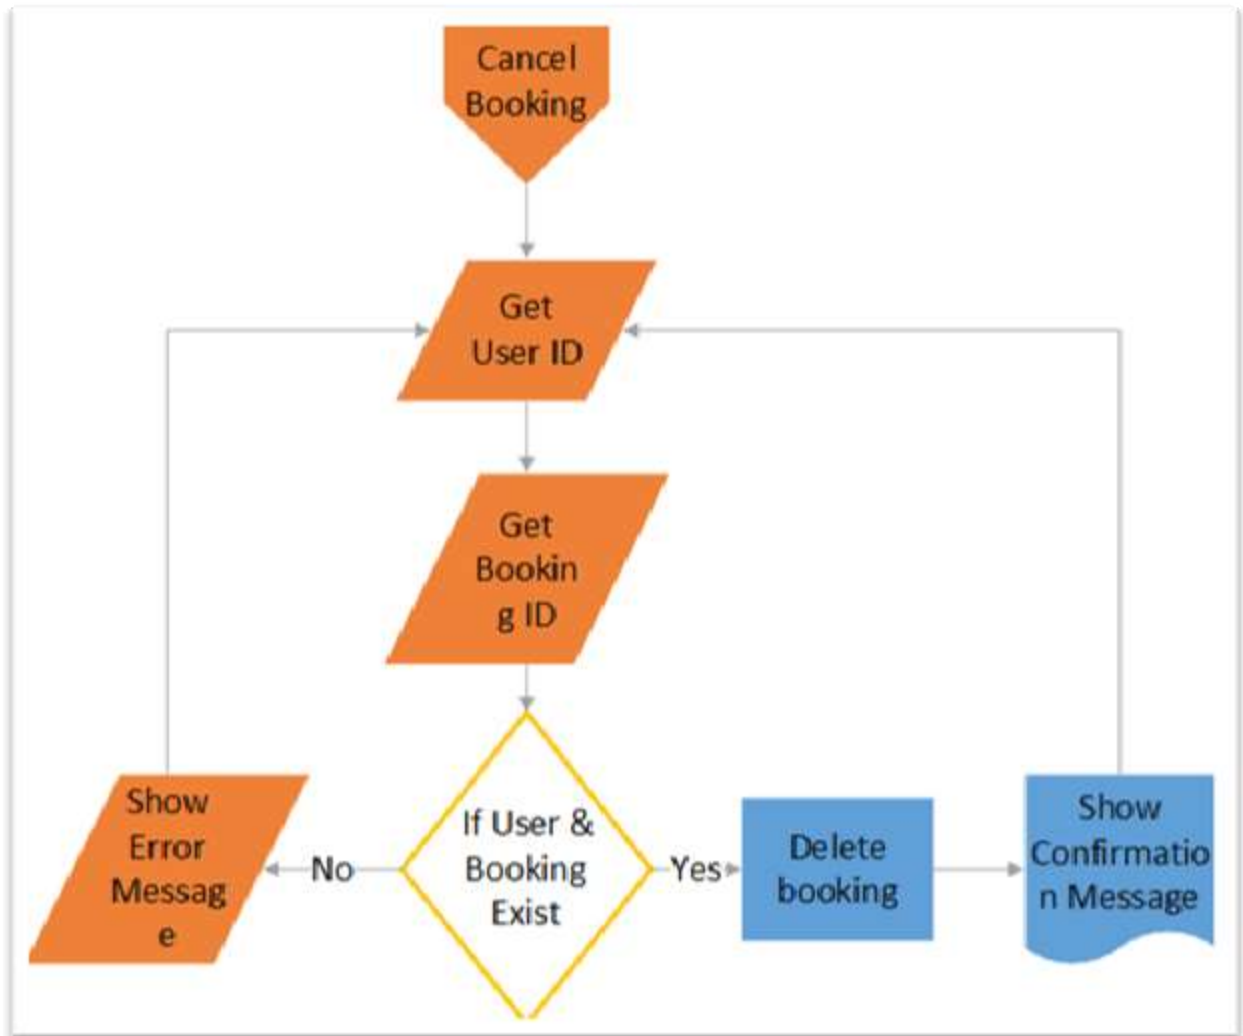 Cancel
Booking
Get
User ID
Get
Bookin
g ID
If User &
Booking
Exist
No
Yes
Show
Error
Messag
e
Delete
booking
Show
Confirmatio
n Message